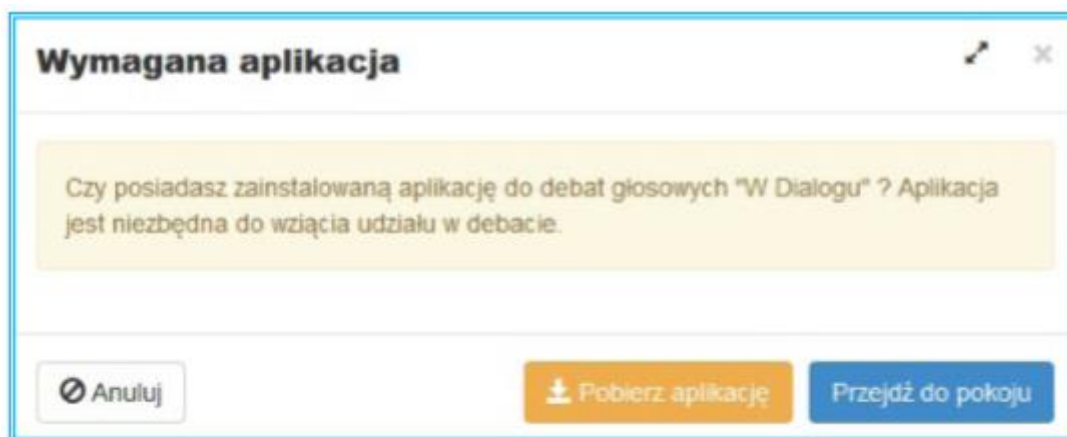 Wymagana aplikacja
Czy posiadasz zainstalowaną aplikację do debat głosowych "W Dialogu" ? Aplikacja
jest niezbędna do wziącia udziału w debacie.
Anuluj
Pobierz aplikację
Przejdź do pokoju